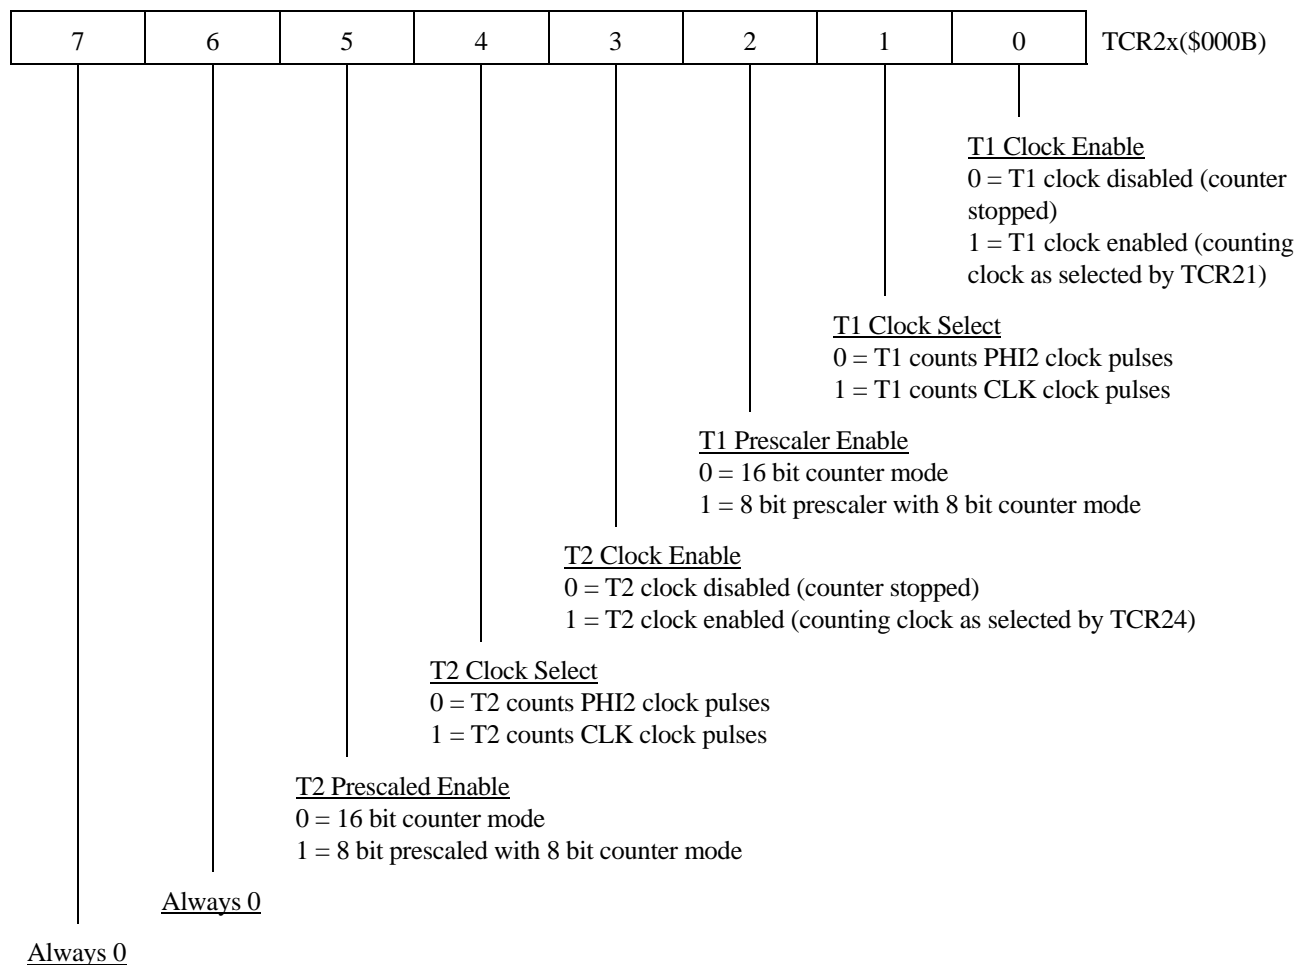 7 6 5 4 3 2 1 0 TCR2x($000B)
T1 Clock Enable
0 = T1 clock disabled (counter
stopped)
1 = T1 clock enabled (counting
clock as selected by TCR21)
T1 Clock Select
0 = T1 counts PHI2 clock pulses
1 = T1 counts CLK clock pulses
T1 Prescaler Enable
0 = 16 bit counter mode
1 = 8 bit prescaler with 8 bit counter mode
T2 Clock Enable
0 = T2 clock disabled (counter stopped)
1 = T2 clock enabled (counting clock as selected by TCR24)
T2 Clock Select
0 = T2 counts PHI2 clock pulses
1 = T2 counts CLK clock pulses
T2 Prescaled Enable
0 = 16 bit counter mode
1 = 8 bit prescaled with 8 bit counter mode
Always 0
Always 0